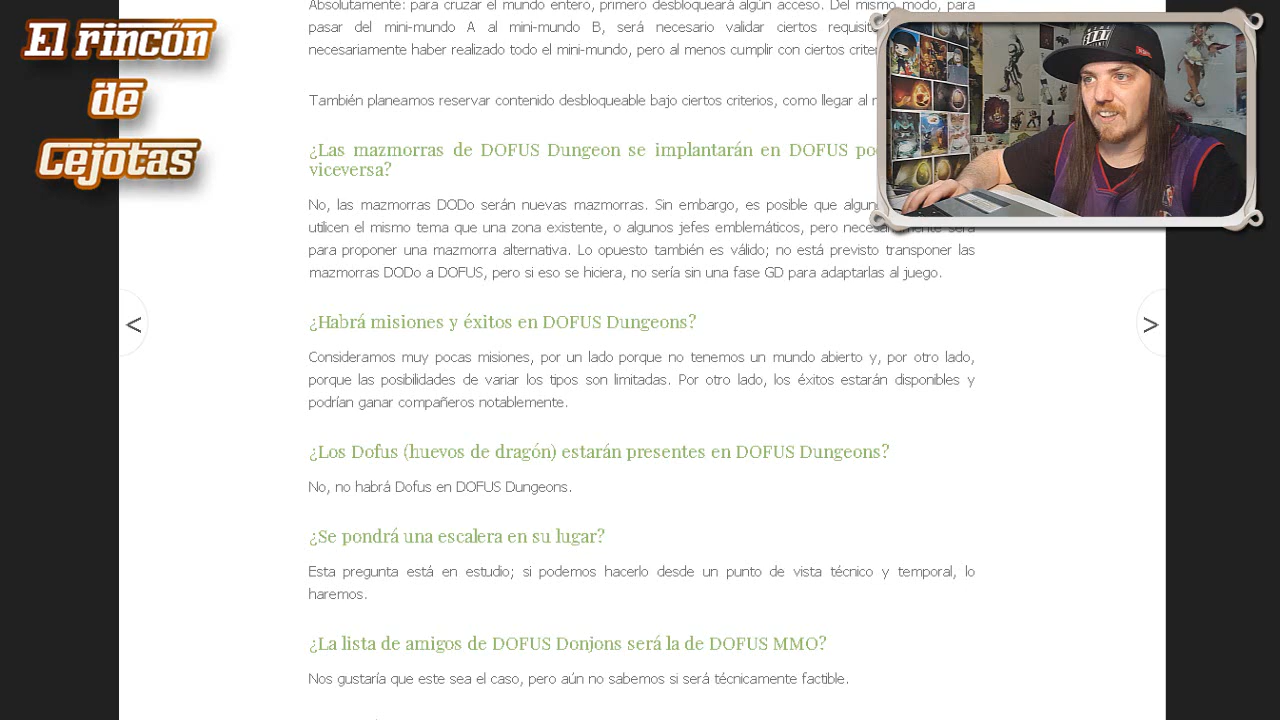 El rincón
de
Cejotas
Absolutamente: para cruzar el mundo entero, primero desbloqueará algún acceso. Del mismo modo, para
pasar del mini-mundo A al mini-mundo B, será necesario validar ciertos requisit
necesariamente haber realizado todo el mini-mundo, pero al menos cumplir con ciertos criter
También planeamos reservar contenido desbloqueable bajo ciertos criterios, como llegar al
¿Las mazmorras de DOFUS Dungeon se implantarán en DOFUS po
viceversa?
No, las mazmorras DODo serán nuevas mazmorras. Sin embargo, es posible que algun
utilicen el mismo tema que una zona existente, o algunos jefes emblemáticos, pero necesariamente será
para proponer una mazmorra alternativa. Lo opuesto también es válido; no está previsto transponer las
mazmorras DODo a DOFUS, pero si eso se hiciera, no sería sin una fase GD para adaptarlas al juego.
< >
¿Habrá misiones y éxitos en DOFUS Dungeons?
Consideramos muy pocas misiones, por un lado porque no tenemos un mundo abierto y, por otro lado,
porque las posibilidades de variar los tipos son limitadas. Por otro lado, los éxitos estarán disponibles y
podrían ganar compañeros notablemente.
¿Los Dofus (huevos de dragón) estarán presentes en DOFUS Dungeons?
No, no habrá Dofus en DOFUS Dungeons.
¿Se pondrá una escalera en su lugar?
Esta pregunta está en estudio; si podemos hacerlo desde un punto de vista técnico y temporal, lo
haremos.
¿La lista de amigos de DOFUS Donjons será la de DOFUS MMO?
Nos gustaría que este sea el caso, pero aún no sabemos si será técnicamente factible.